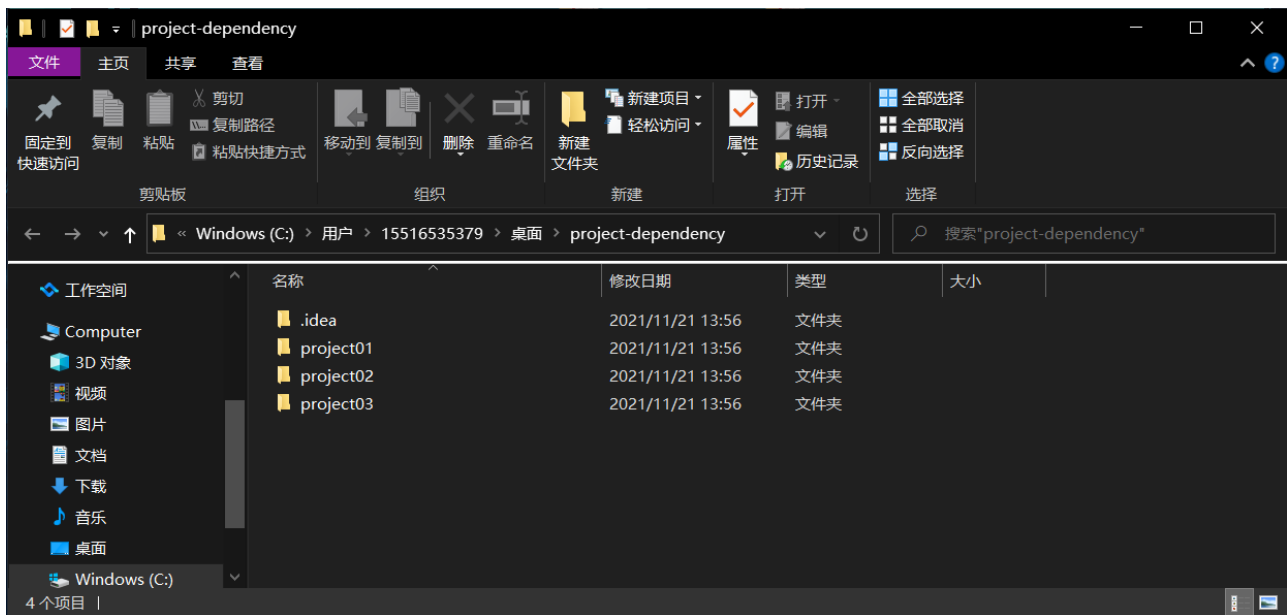 project-dependency
文件 主页 共享 查看
固定到快速访问
复制
粘贴
剪切
复制路径
粘贴快捷方式
移动到 复制到 删除 重命名
新建文件夹
新建项目
轻松访问
属性
打开
编辑
历史记录
全部选择
全部取消
反向选择
剪贴板 组织 新建 打开 选择
« Windows (C:) > 用户 > 15516535379 > 桌面 > project-dependency
搜索"project-dependency"
工作空间
Computer
3D 对象
视频
图片
文档
下载
音乐
桌面
Windows (C:)
名称 修改日期 类型 大小
.idea 2021/11/21 13:56 文件夹
project01 2021/11/21 13:56 文件夹
project02 2021/11/21 13:56 文件夹
project03 2021/11/21 13:56 文件夹
4 个项目